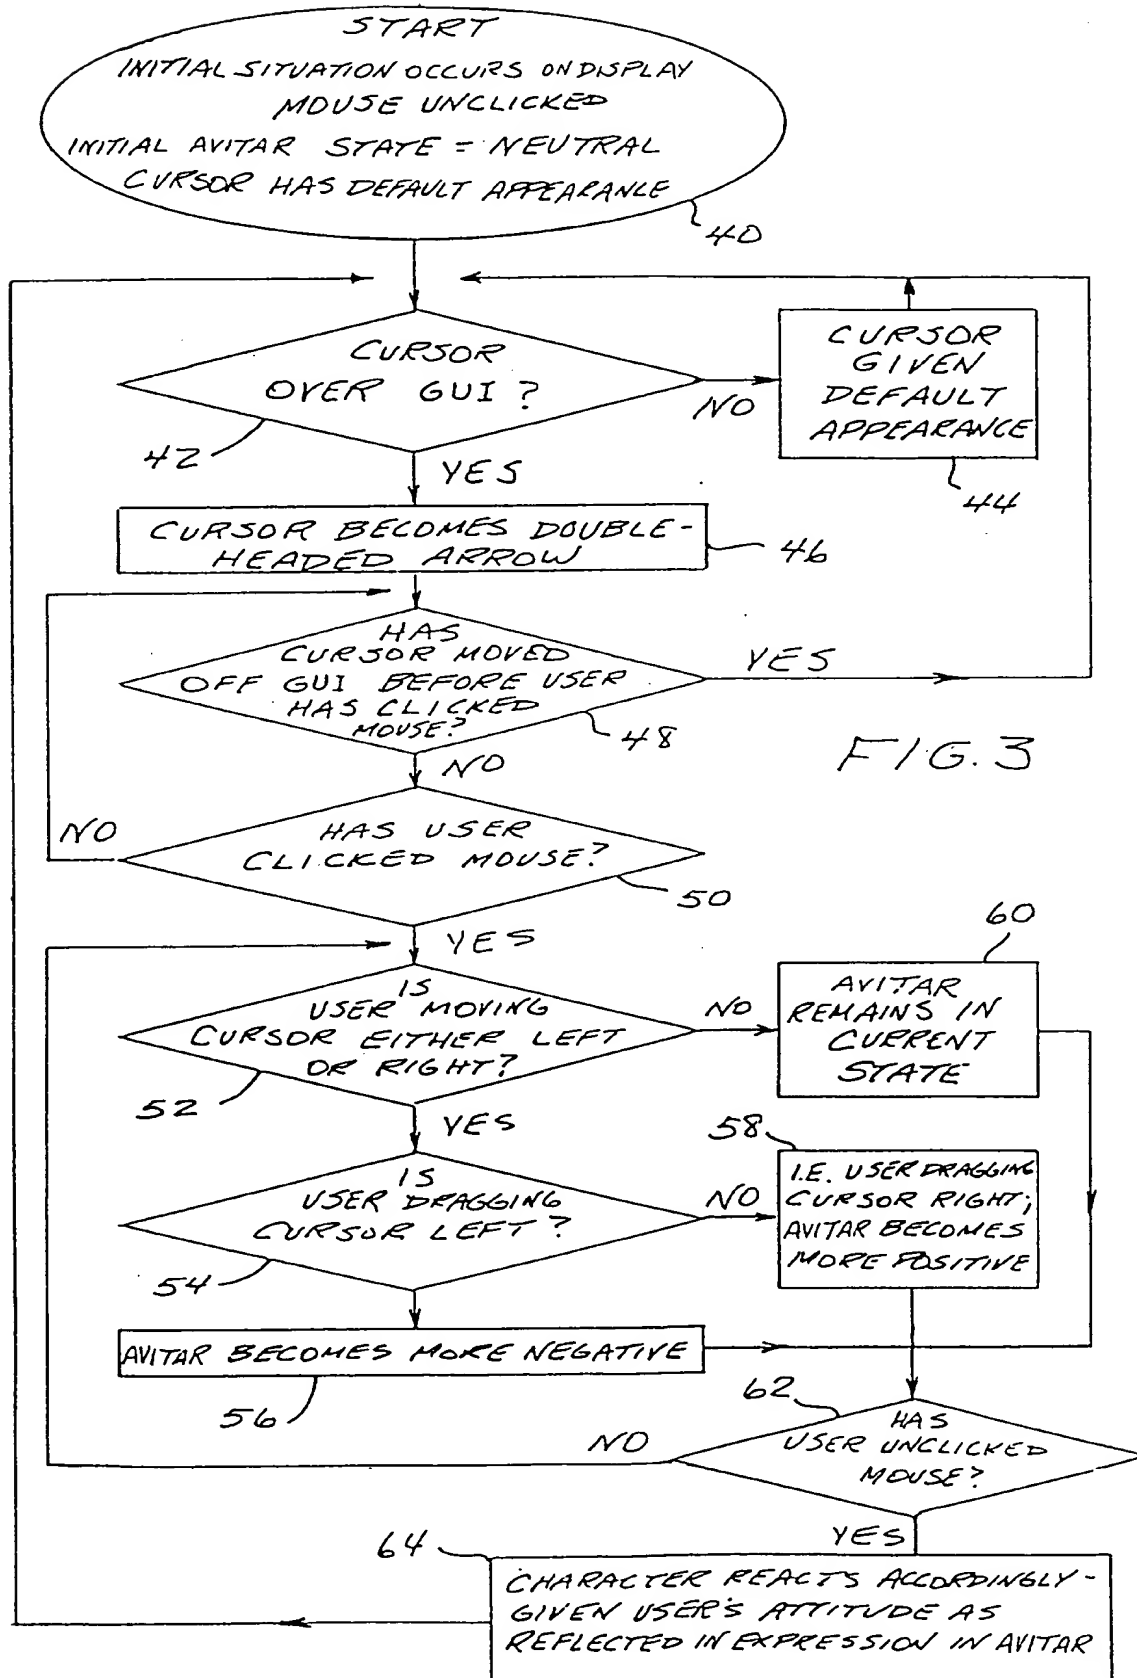 START
INITIAL SITUATION OCCURS ON DISPLAY
MOUSE UNCLICKED
INITIAL AVITAR STATE = NEUTRAL
CURSOR HAS DEFAULT APPEARANCE
40
CURSOR
OVER GUI?
42
NO
CURSOR
GIVEN
DEFAULT
APPEARANCE
44
YES
CURSOR BECOMES DOUBLE-
HEADED ARROW
46
HAS
CURSOR MOVED
OFF GUI BEFORE USER
HAS CLICKED
MOUSE?
48
YES
NO
FIG. 3
HAS USER
CLICKED MOUSE?
50
NO
YES
IS
USER MOVING
CURSOR EITHER LEFT
OR RIGHT?
52
NO
60
AVITAR
REMAINS IN
CURRENT
STATE
YES
IS
USER DRAGGING
CURSOR LEFT?
54
NO
58
I.E. USER DRAGGING
CURSOR RIGHT;
AVITAR BECOMES
MORE POSITIVE
AVITAR BECOMES MORE NEGATIVE
56
62
HAS
USER UNCLICKED
MOUSE?
NO
YES
64
CHARACTER REACTS ACCORDINGLY-
GIVEN USER'S ATTITUDE AS
REFLECTED IN EXPRESSION IN AVITAR